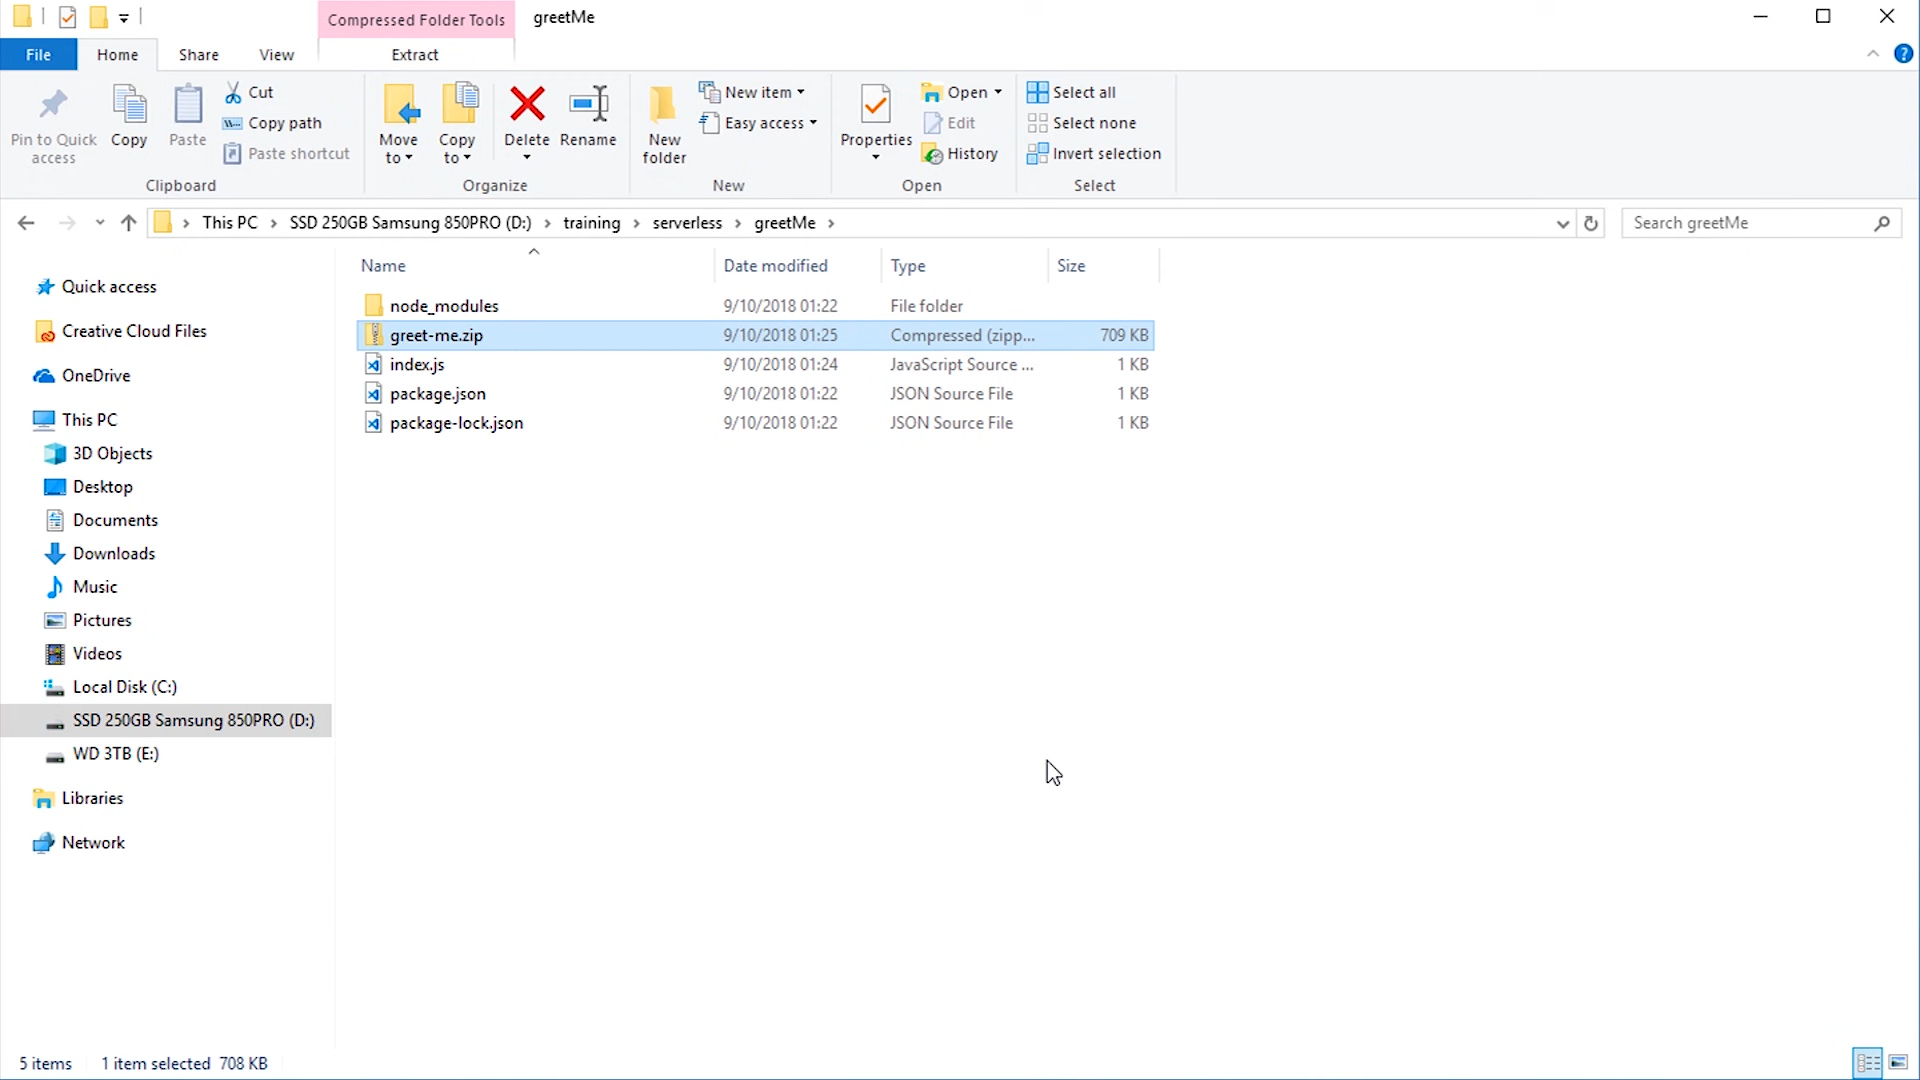 Compressed Folder Tools
greetMe
File
Home
Share
View
Extract
Pin to Quick access
Copy
Paste
Cut
Copy path
Paste shortcut
Clipboard
Move to
Copy to
Delete
Rename
Organize
New folder
New item
Easy access
New
Properties
Open
Edit
History
Open
Select all
Select none
Invert selection
Select
This PC
SSD 250GB Samsung 850PRO (D:)
training
serverless
greetMe
Search greetMe
Name
Date modified
Type
Size
node_modules 9/10/2018 01:22 File folder
greet-me.zip 9/10/2018 01:25 Compressed (zipp... 709 KB
index.js 9/10/2018 01:24 JavaScript Source ... 1 KB
package.json 9/10/2018 01:22 JSON Source File 1 KB
package-lock.json 9/10/2018 01:22 JSON Source File 1 KB
Quick access
Creative Cloud Files
OneDrive
This PC
3D Objects
Desktop
Documents
Downloads
Music
Pictures
Videos
Local Disk (C:)
SSD 250GB Samsung 850PRO (D:)
WD 3TB (E:)
Libraries
Network
5 items
1 item selected 708 KB